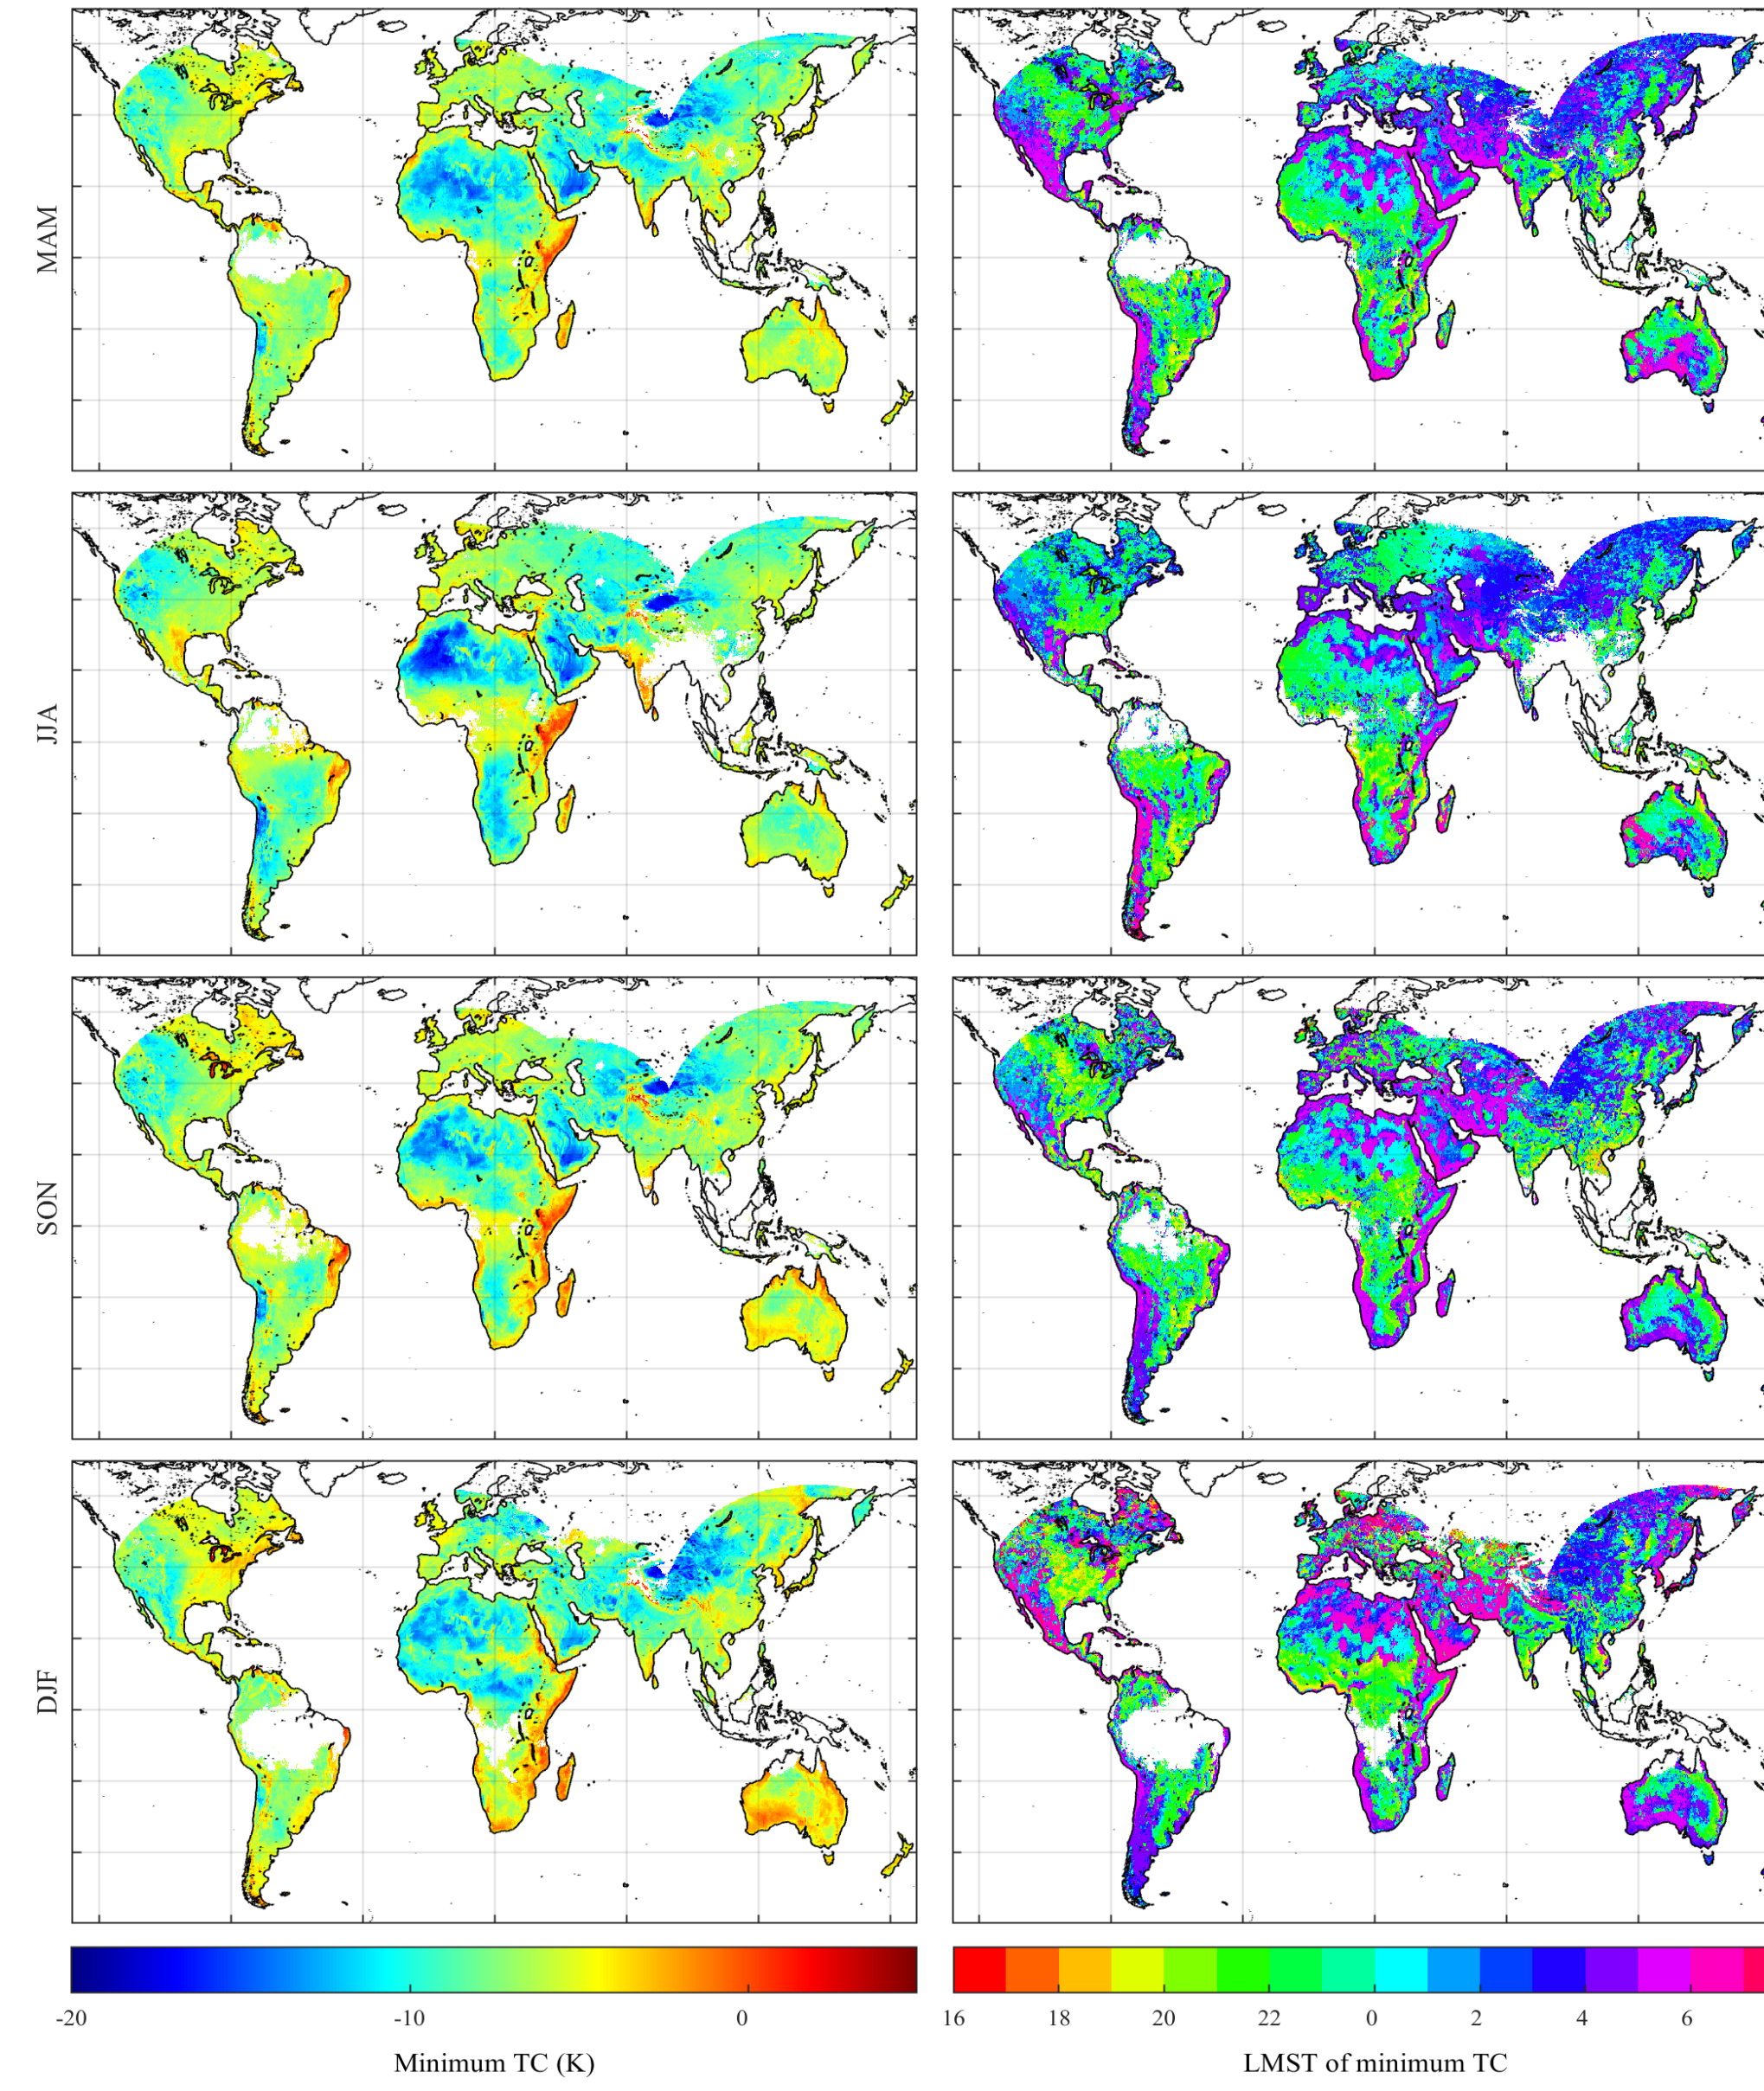 MAM
JJA
SON
DJF
-20 -10 0
16 18 20 22 0 2 4 6
Minimum TC (K) LMST of minimum TC